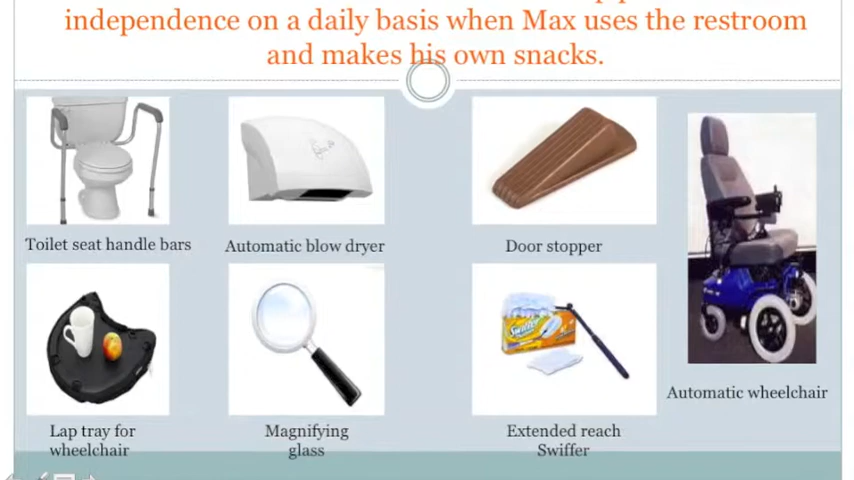 independence on a daily basis when Max uses the restroom
and makes his own snacks.
Toilet seat handle bars
Automatic blow dryer
Door stopper
Swiffer
Automatic wheelchair
Lap tray for
wheelchair
Magnifying
glass
Extended reach
Swiffer